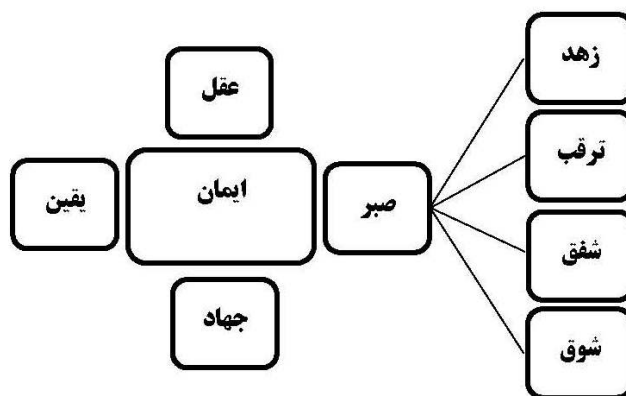 زهد
عقل
ترقب
ایمان
صبر
یقین
شفق
جهاد
شوق